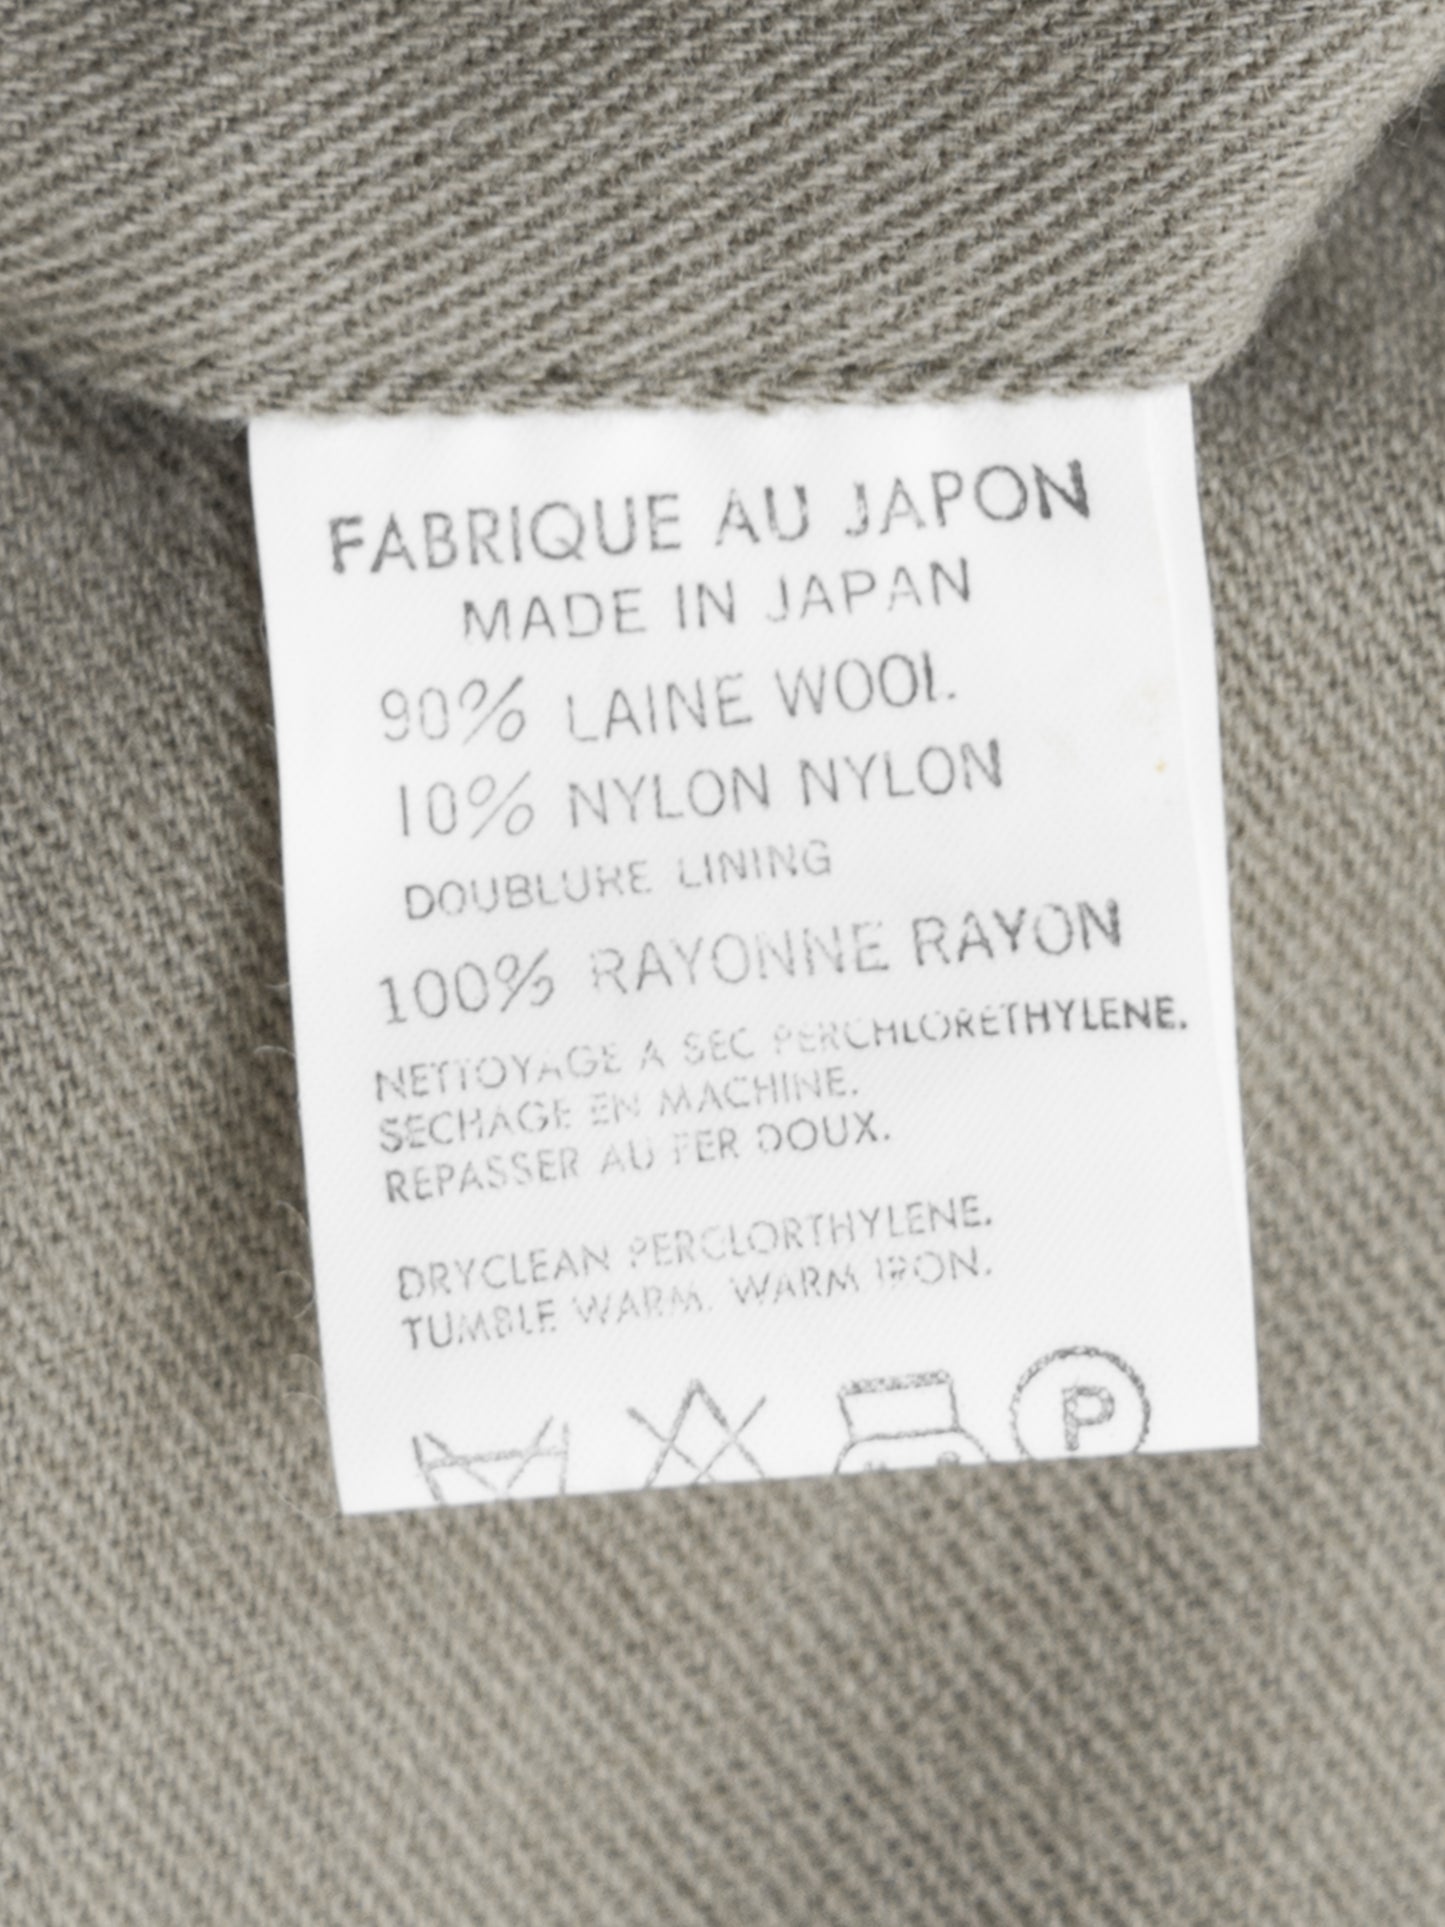 FABRIQUE AU JAPON
MADE IN JAPAN
90% LAINE WOOL
10% NYLON NYLON
DOUBLURE LINING
100% RAYONNE RAYON
NETTOYAGE A SEC PERCHLORETHYLENE.
SECHAGE EN MACHINE.
REPASSER AU FER DOUX.
DRYCLEAN PERCLORTHYLENE.
TUMBLE WARM. WARM IRON.
P